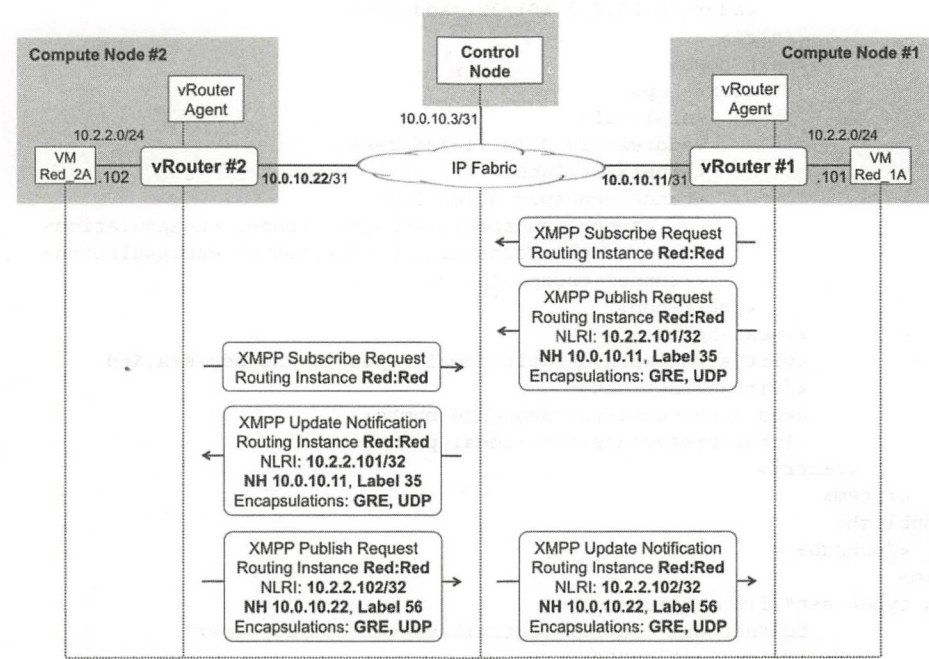 Compute Node #2
vRouter
Agent
10.2.2.0/24
VM
Red_2A
.102
vRouter #2
10.0.10.22/31
Control
Node
10.0.10.3/31
IP Fabric
Compute Node #1
vRouter
Agent
10.2.2.0/24
10.0.10.11/31
vRouter #1
.101
VM
Red_1A
XMPP Subscribe Request
Routing Instance Red:Red
XMPP Publish Request
Routing Instance Red:Red
NLRI: 10.2.2.101/32
NH 10.0.10.11, Label 35
Encapsulations: GRE, UDP
XMPP Subscribe Request
Routing Instance Red:Red
XMPP Update Notification
Routing Instance Red:Red
NLRI: 10.2.2.101/32
NH 10.0.10.11, Label 35
Encapsulations: GRE, UDP
XMPP Publish Request
Routing Instance Red:Red
NLRI: 10.2.2.102/32
NH 10.0.10.22, Label 56
Encapsulations: GRE, UDP
XMPP Update Notification
Routing Instance Red:Red
NLRI: 10.2.2.102/32
NH 10.0.10.22, Label 56
Encapsulations: GRE, UDP